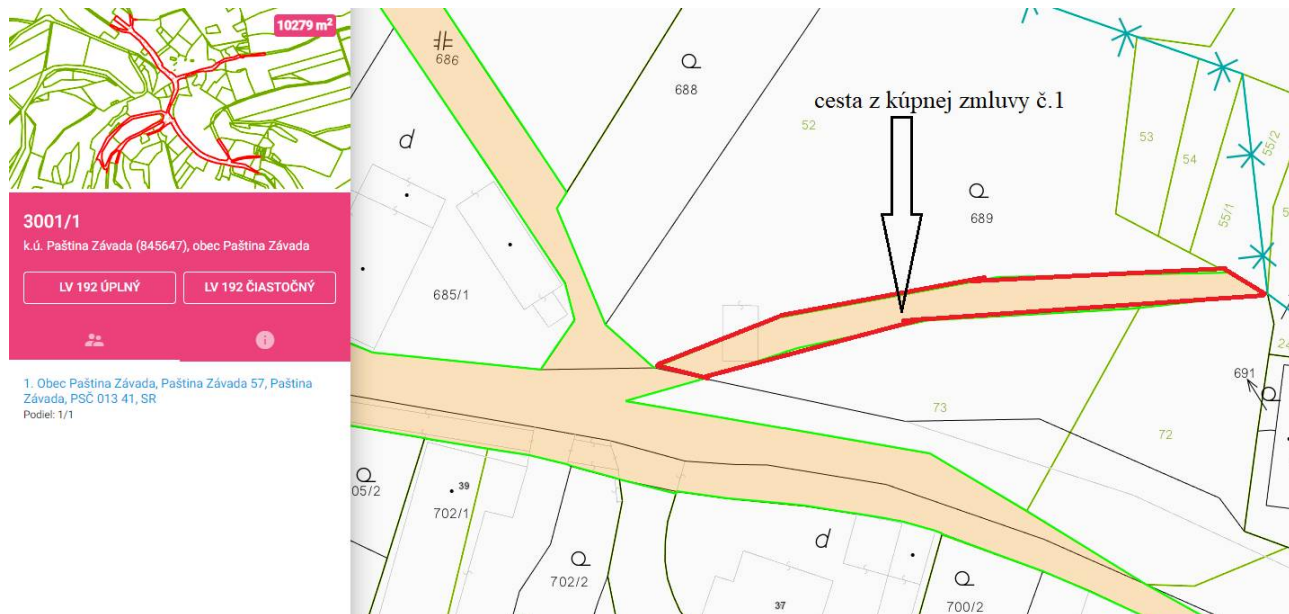 10279 m²
3001/1
k.ú. Paština Závada (845647), obec Paština Závada
LV 192 ÚPLNÝ
LV 192 ČIASTOČNÝ
1. Obec Paština Závada, Paština Závada 57, Paština
Závada, PSČ 013 41, SR
Podiel: 1/1
686
688
cesta z kúpnej zmluvy č.1
52
53
54
55/2
55/1
d
689
685/1
691
24
73
72
05/2
39
702/1
702/2
d
37
700/2